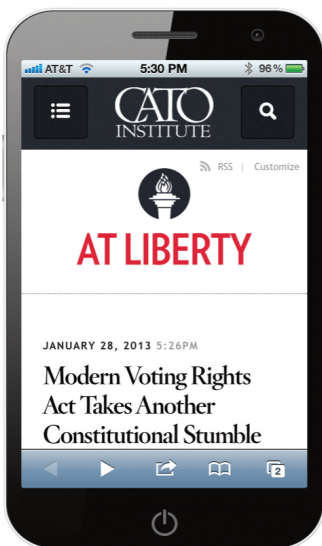 AT&T 5:30 PM 96%
CATO
INSTITUTE
RSS | Customize
AT LIBERTY
JANUARY 28, 2013 5:26PM
Modern Voting Rights
Act Takes Another
Constitutional Stumble
2